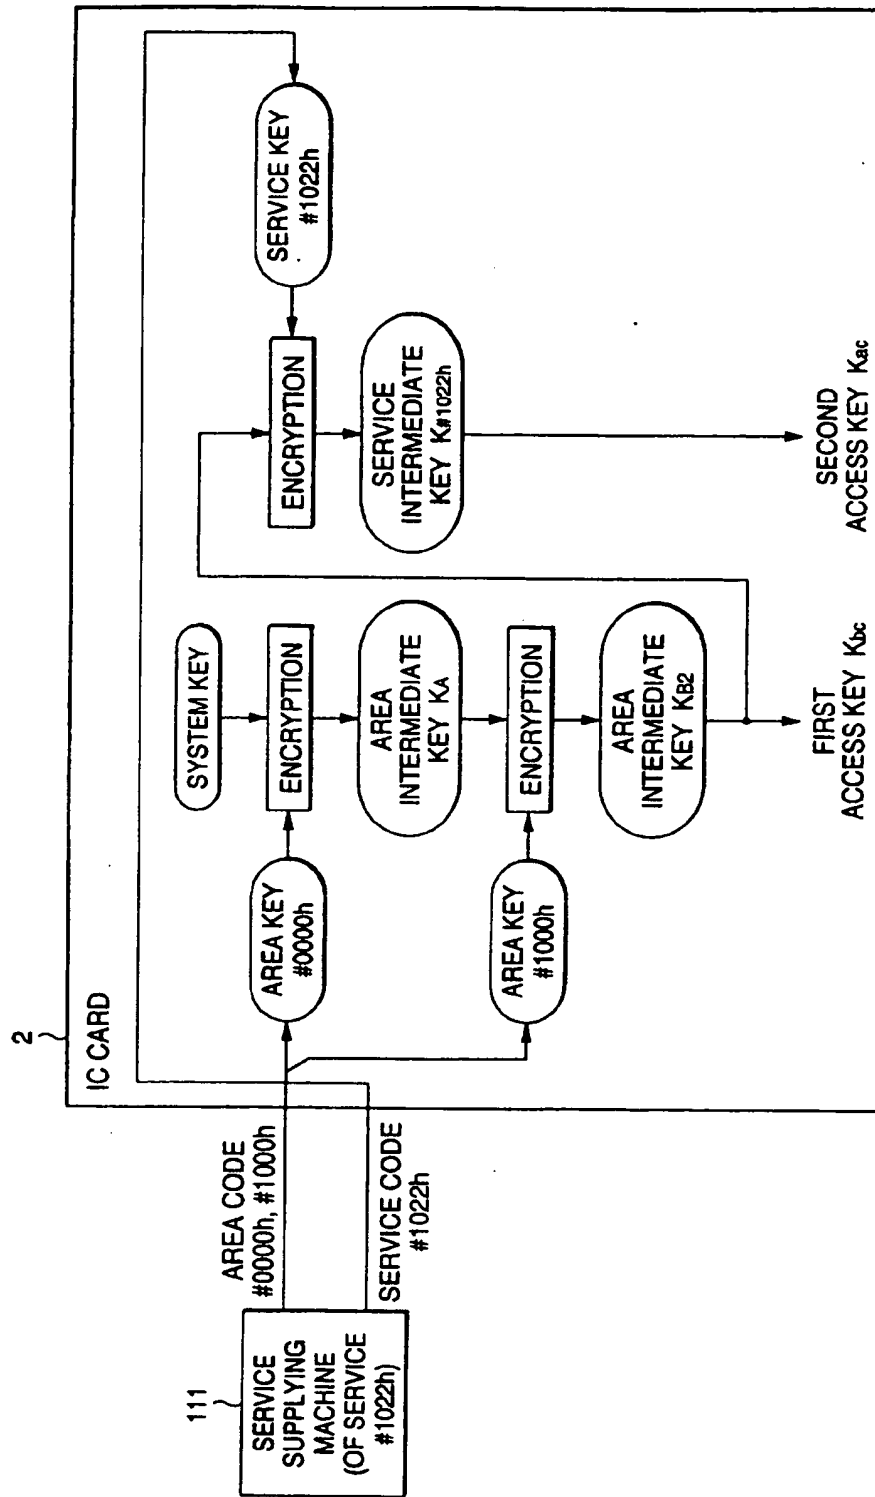 2
IC CARD
111
SERVICE
SUPPLYING
MACHINE
(OF SERVICE
#1022h)
AREA CODE
#0000h, #1000h
SERVICE CODE
#1022h
AREA KEY
#0000h
AREA KEY
#1000h
SYSTEM KEY
ENCRYPTION
AREA
INTERMEDIATE
KEY KA
ENCRYPTION
AREA
INTERMEDIATE
KEY KB2
FIRST
ACCESS KEY Kbc
SERVICE KEY
#1022h
ENCRYPTION
SERVICE
INTERMEDIATE
KEY K#1022h
SECOND
ACCESS KEY Kac